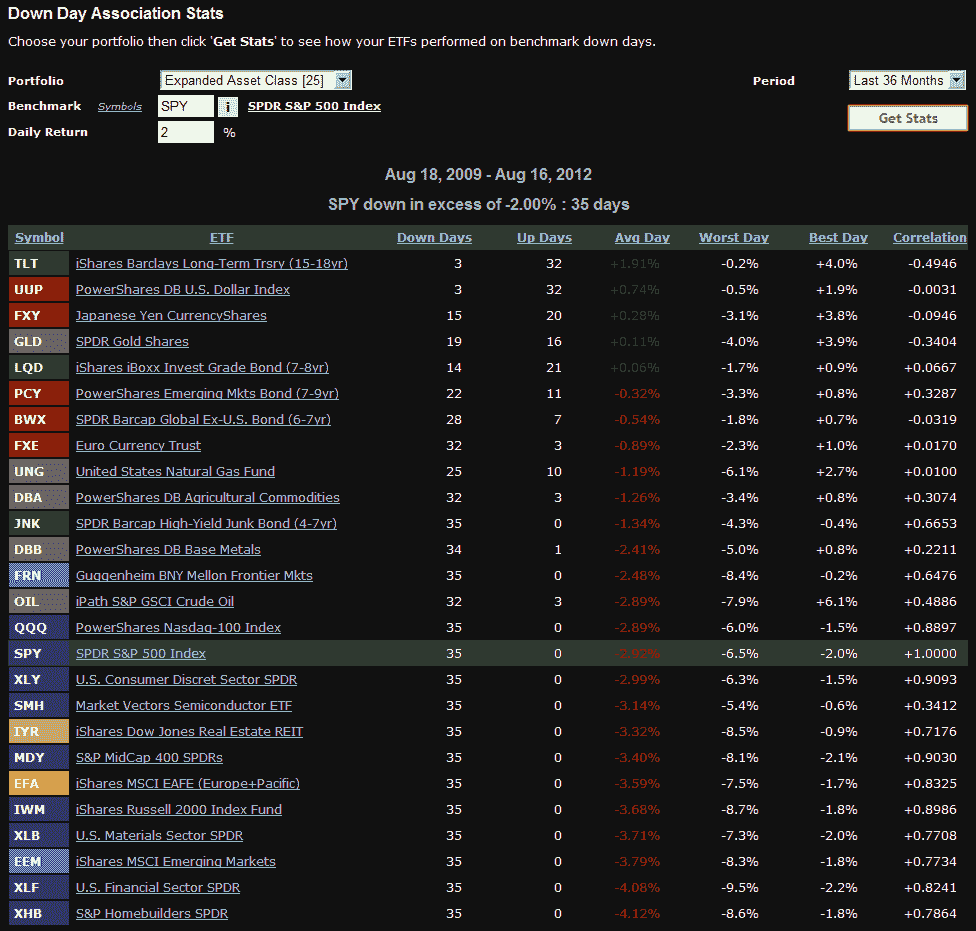 Down Day Association Stats
Choose your portfolio then click 'Get Stats' to see how your ETFs performed on benchmark down days.
Portfolio Expanded Asset Class [25] Period Last 36 Months
Benchmark Symbols SPY i SPDR S&P 500 Index
Get Stats
Daily Return 2 %
Aug 18, 2009 - Aug 16, 2012
SPY down in excess of -2.00% : 35 days
Symbol ETF Down Days Up Days Avg Day Worst Day Best Day Correlation
TLT iShares Barclays Long-Term Trsry (15-18yr) 3 32 +1.91% -0.2% +4.0% -0.4946
UUP PowerShares DB U.S. Dollar Index 3 32 +0.74% -0.5% +1.9% -0.0031
FXY Japanese Yen CurrencyShares 15 20 +0.28% -3.1% +3.8% -0.0946
GLD SPDR Gold Shares 19 16 +0.11% -4.0% +3.9% -0.3404
LQD iShares iBoxx Invest Grade Bond (7-8yr) 14 21 +0.06% -1.7% +0.9% +0.0667
PCY PowerShares Emerging Mkts Bond (7-9yr) 22 11 -0.32% -3.3% +0.8% +0.3287
BWX SPDR Barcap Global Ex-U.S. Bond (6-7yr) 28 7 -0.54% -1.8% +0.7% -0.0319
FXE Euro Currency Trust 32 3 -0.89% -2.3% +1.0% +0.0170
UNG United States Natural Gas Fund 25 10 -1.19% -6.1% +2.7% +0.0100
DBA PowerShares DB Agricultural Commodities 32 3 -1.26% -3.4% +0.8% +0.3074
JNK SPDR Barcap High-Yield Junk Bond (4-7yr) 35 0 -1.34% -4.3% -0.4% +0.6653
DBB PowerShares DB Base Metals 34 1 -2.41% -5.0% +0.8% +0.2211
FRN Guggenheim BNY Mellon Frontier Mkts 35 0 -2.48% -8.4% -0.2% +0.6476
OIL iPath S&P GSCI Crude Oil 32 3 -2.89% -7.9% +6.1% +0.4886
QQQ PowerShares Nasdaq-100 Index 35 0 -2.89% -6.0% -1.5% +0.8897
SPY SPDR S&P 500 Index 35 0 -2.92% -6.5% -2.0% +1.0000
XLY U.S. Consumer Discret Sector SPDR 35 0 -2.99% -6.3% -1.5% +0.9093
SMH Market Vectors Semiconductor ETF 35 0 -3.14% -5.4% -0.6% +0.3412
IYR iShares Dow Jones Real Estate REIT 35 0 -3.32% -8.5% -0.9% +0.7176
MDY S&P MidCap 400 SPDRs 35 0 -3.40% -8.1% -2.1% +0.9030
EFA iShares MSCI EAFE (Europe+Pacific) 35 0 -3.59% -7.5% -1.7% +0.8325
IWM iShares Russell 2000 Index Fund 35 0 -3.68% -8.7% -1.8% +0.8986
XLB U.S. Materials Sector SPDR 35 0 -3.71% -7.3% -2.0% +0.7708
EEM iShares MSCI Emerging Markets 35 0 -3.79% -8.3% -1.8% +0.7734
XLF U.S. Financial Sector SPDR 35 0 -4.08% -9.5% -2.2% +0.8241
XHB S&P Homebuilders SPDR 35 0 -4.12% -8.6% -1.8% +0.7864